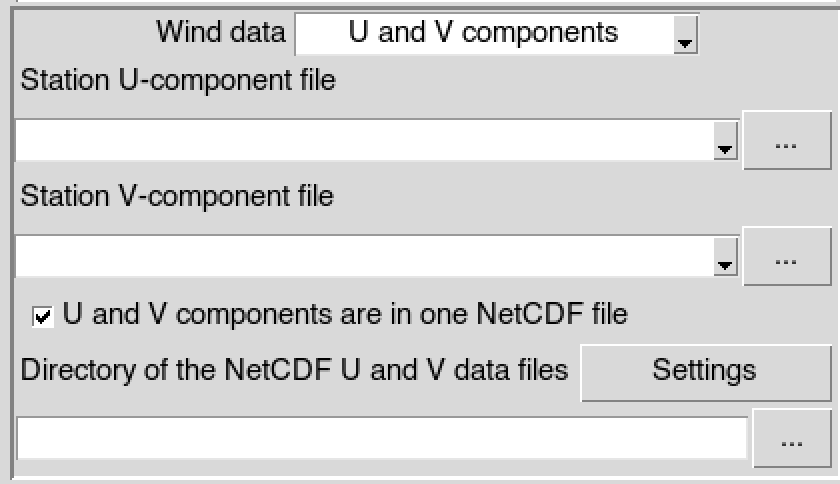 Wind data U and V components
Station U-component file
...
Station V-component file
...
U and V components are in one NetCDF file
Directory of the NetCDF U and V data files Settings
...